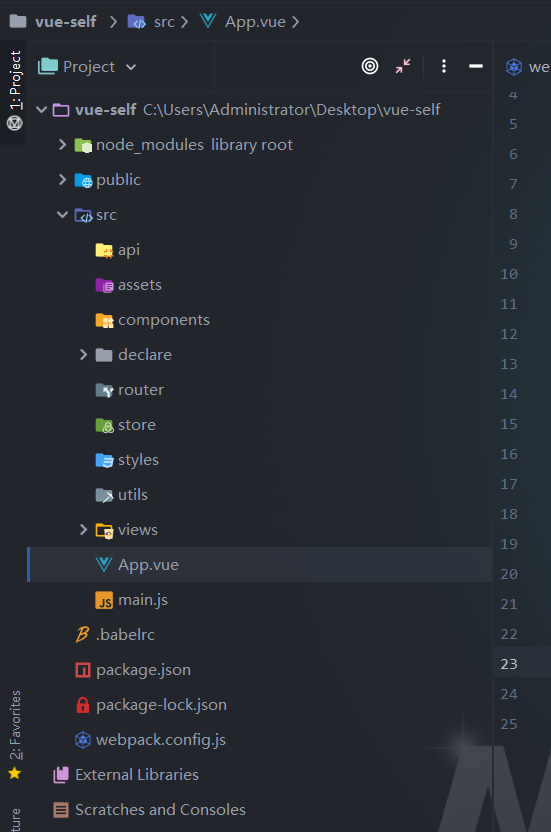 vue-self > src > App.vue >
Project
we
vue-self C:\Users\Administrator\Desktop\vue-self
node_modules library root
public
src
api
assets
components
declare
router
store
styles
utils
views
App.vue
main.js
.babelrc
package.json
package-lock.json
webpack.config.js
External Libraries
Scratches and Consoles
1: Project
2: Favorites
ture
4
5
6
7
8
9
10
11
12
13
14
15
16
17
18
19
20
21
22
23
24
25